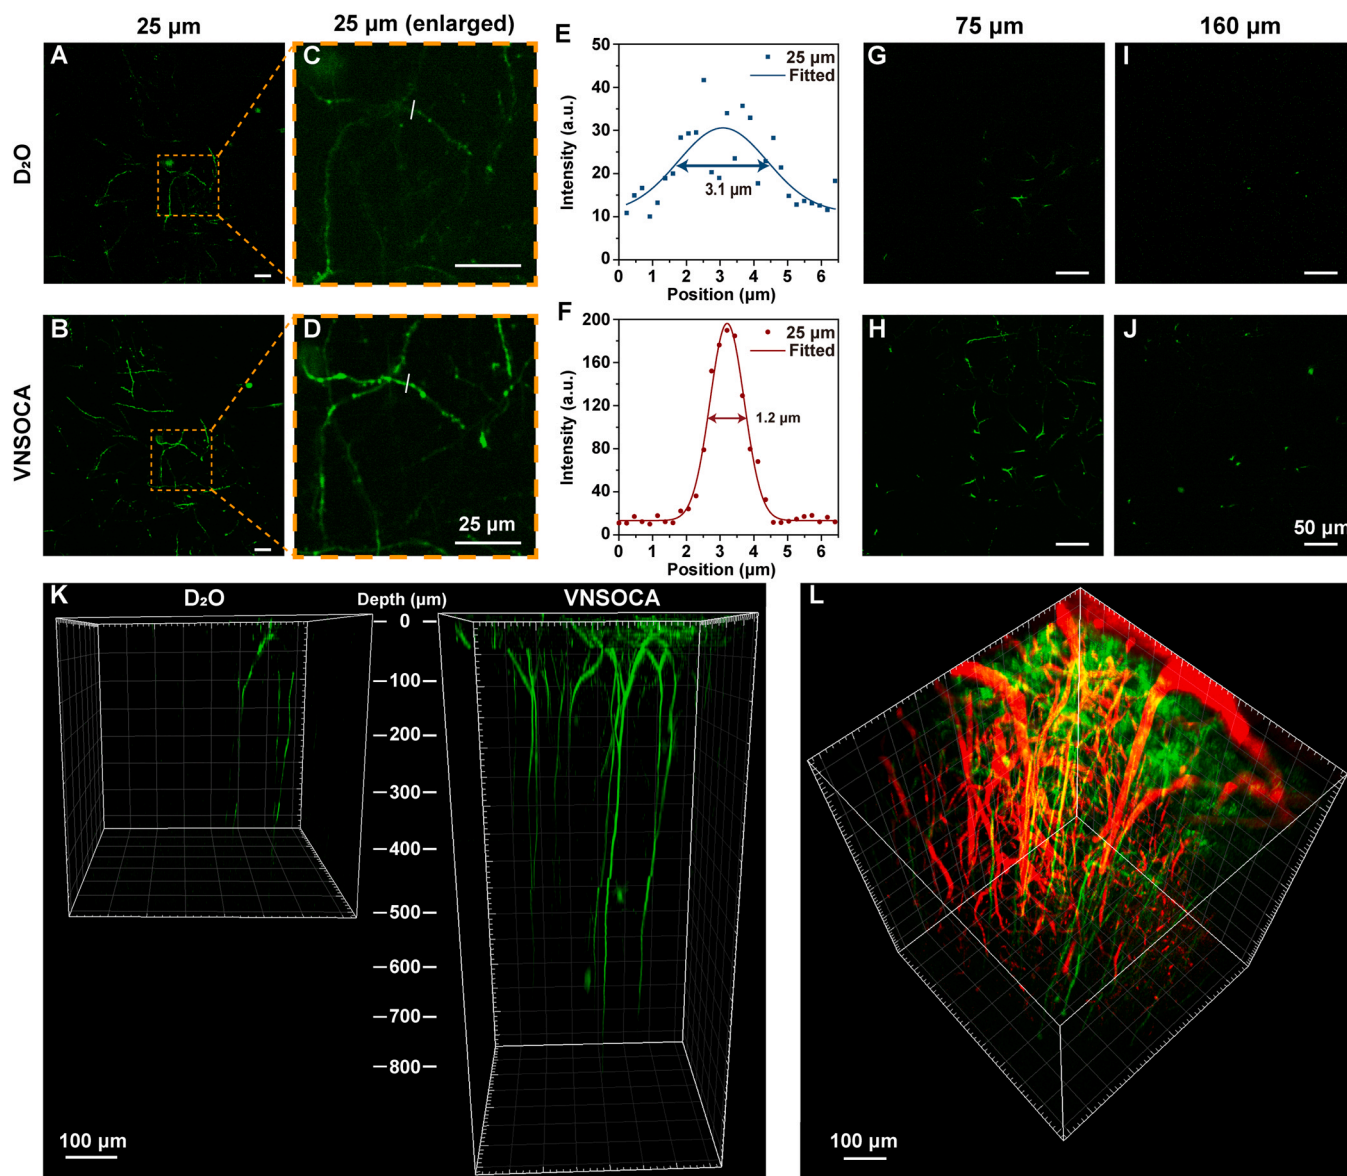 25 µm
25 µm (enlarged)
75 µm
160 µm
D₂O
VNSOCA
A
C
E
G
I
50
40
30
20
10
0
Intensity (a.u.)
25 µm
Fitted
3.1 µm
0 1 2 3 4 5 6
Position (µm)
B
D
25 µm
F
200
160
120
80
40
0
Intensity (a.u.)
25 µm
Fitted
1.2 µm
0 1 2 3 4 5 6
Position (µm)
H
J
50 µm
K
D₂O
Depth (µm)
VNSOCA
0
100
200
300
400
500
600
700
800
100 µm
L
100 µm